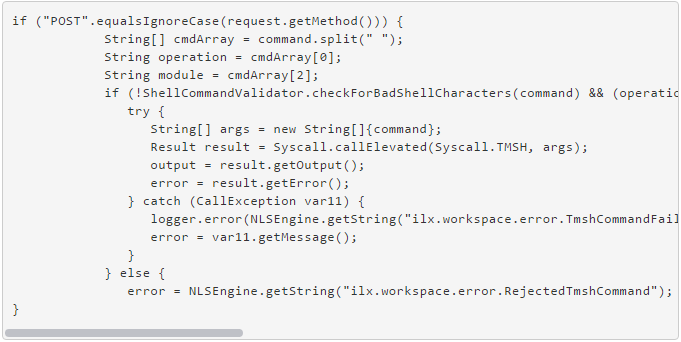 if ("POST".equalsIgnoreCase(request.getMethod())) {
String[] cmdArray = command.split(" ");
String operation = cmdArray[0];
String module = cmdArray[2];
if (!ShellCommandValidator.checkForBadShellCharacters(command) && (operatio
try {
String[] args = new String[]{command};
Result result = Syscall.callElevated(Syscall.TMSH, args);
output = result.getOutput();
error = result.getError();
} catch (CallException var11) {
logger.error(NLSEngine.getString("ilx.workspace.error.TmshCommandFail
error = var11.getMessage();
}
} else {
error = NLSEngine.getString("ilx.workspace.error.RejectedTmshCommand");
}